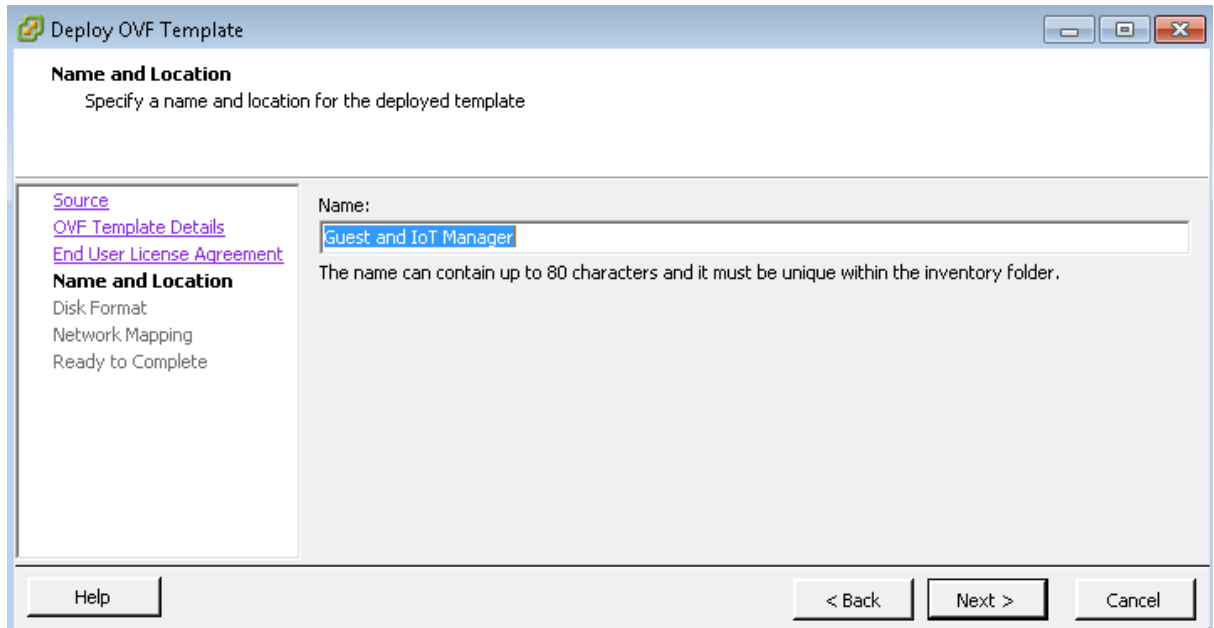 Deploy OVF Template
Name and Location
Specify a name and location for the deployed template
Source
OVF Template Details
End User License Agreement
Name and Location
Disk Format
Network Mapping
Ready to Complete
Name:
Guest and IoT Manager
The name can contain up to 80 characters and it must be unique within the inventory folder.
Help
< Back
Next >
Cancel